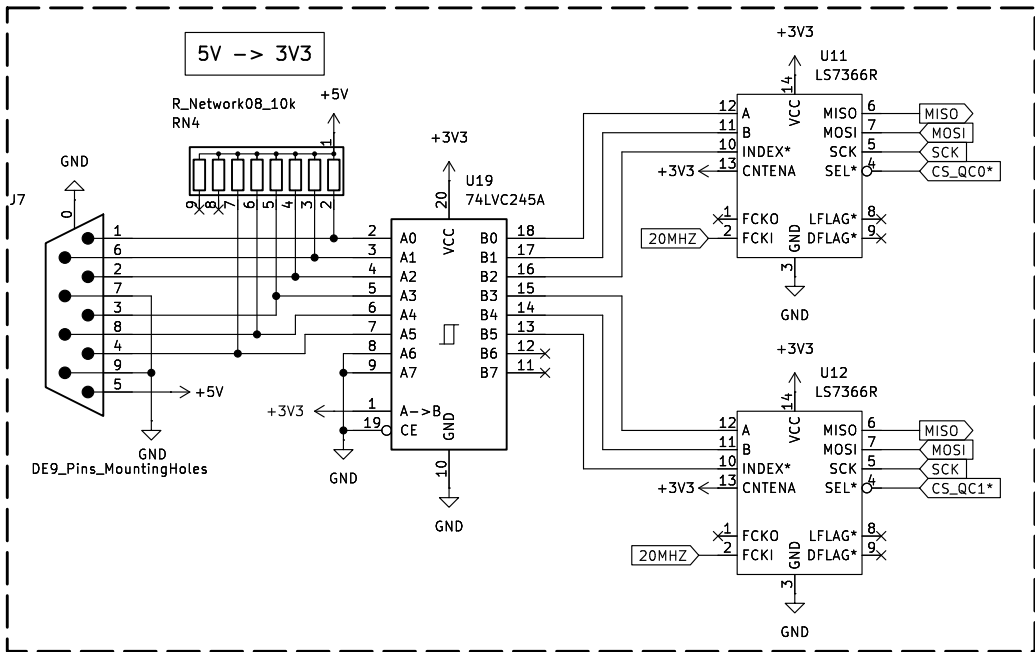 5V -> 3V3
R_Network08_10k
RN4
+5V
1
9
8
7
6
5
4
3
2
GND
J7
0
1
6
2
7
3
8
4
9
5
+5V
GND
DE9_Pins_MountingHoles
+3V3
U19
74LVC245A
20
VCC
2 A0 B0 18
3 A1 B1 17
4 A2 B2 16
5 A3 B3 15
6 A4 B4 14
7 A5 B5 13
8 A6 B6 12
9 A7 B7 11
+3V3 1 A->B
19 CE
GND
10
GND
GND
+3V3
U11
LS7366R
14
VCC
12 A MISO 6 MISO
11 B MOSI 7 MOSI
10 INDEX* SCK 5 SCK
+3V3 13 CNTENA SEL* 4 CS_QC0*
1 FCKO LFLAG* 8
20MHZ 2 FCKI DFLAG* 9
GND
3
GND
+3V3
U12
LS7366R
14
VCC
12 A MISO 6 MISO
11 B MOSI 7 MOSI
10 INDEX* SCK 5 SCK
+3V3 13 CNTENA SEL* 4 CS_QC1*
1 FCKO LFLAG* 8
20MHZ 2 FCKI DFLAG* 9
GND
3
GND